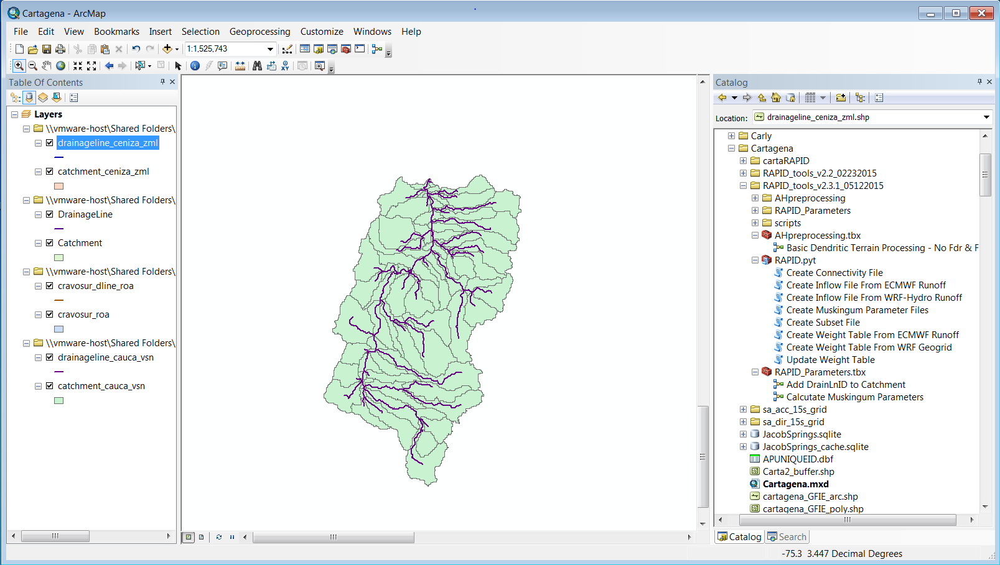 Cartagena - ArcMap
File Edit View Bookmarks Insert Selection Geoprocessing Customize Windows Help
1:1,525,743
Table Of Contents
Layers
\\vmware-host\Shared Folders\
drainageline_ceniza_zml
catchment_ceniza_zml
\\vmware-host\Shared Folders\
DrainageLine
Catchment
\\vmware-host\Shared Folders\
cravosur_dline_roa
cravosur_roa
\\vmware-host\Shared Folders\
drainageline_cauca_vsn
catchment_cauca_vsn
Catalog
Location: drainageline_ceniza_zml.shp
Carly
Cartagena
cartaRAPID
RAPID_tools_v2.2_02232015
RAPID_tools_v2.3.1_05122015
AHpreprocessing
RAPID_Parameters
scripts
AHpreprocessing.tbx
Basic Dendritic Terrain Processing - No Fdr & F
RAPID.pyt
Create Connectivity File
Create Inflow File From ECMWF Runoff
Create Inflow File From WRF-Hydro Runoff
Create Muskingum Parameter Files
Create Subset File
Create Weight Table From ECMWF Runoff
Create Weight Table From WRF Geogrid
Update Weight Table
RAPID_Parameters.tbx
Add DrainLnID to Catchment
Calcutate Muskingum Parameters
sa_acc_15s_grid
sa_dir_15s_grid
JacobSprings.sqlite
JacobSprings_cache.sqlite
APUNIQUEID.dbf
Carta2_buffer.shp
Cartagena.mxd
cartagena_GFIE_arc.shp
cartagena_GFIE_poly.shp
Catalog Search
-75.3 3.447 Decimal Degrees